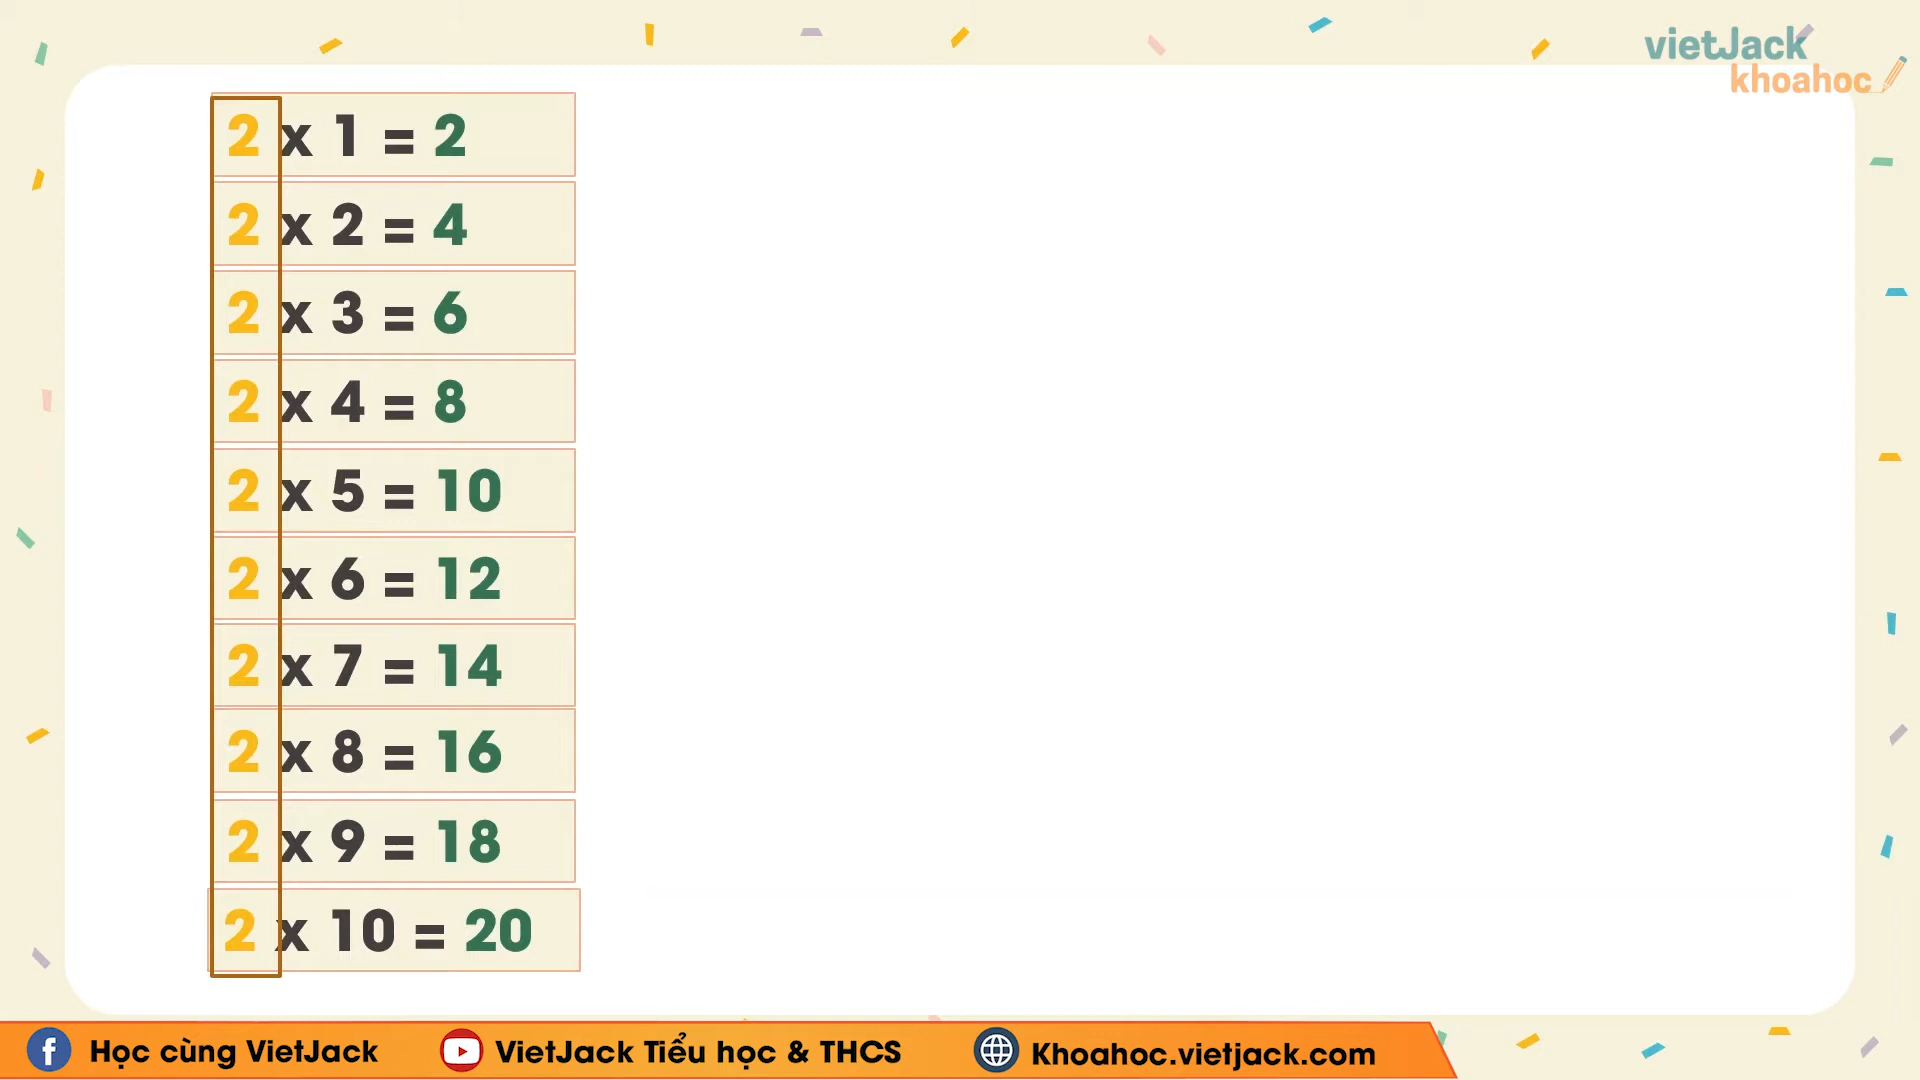 vietJack
khoahoc
2 x 1 = 2
2 x 2 = 4
2 x 3 = 6
2 x 4 = 8
2 x 5 = 10
2 x 6 = 12
2 x 7 = 14
2 x 8 = 16
2 x 9 = 18
2 x 10 = 20
Học cùng VietJack
VietJack Tiểu học & THCS
Khoahoc.vietjack.com